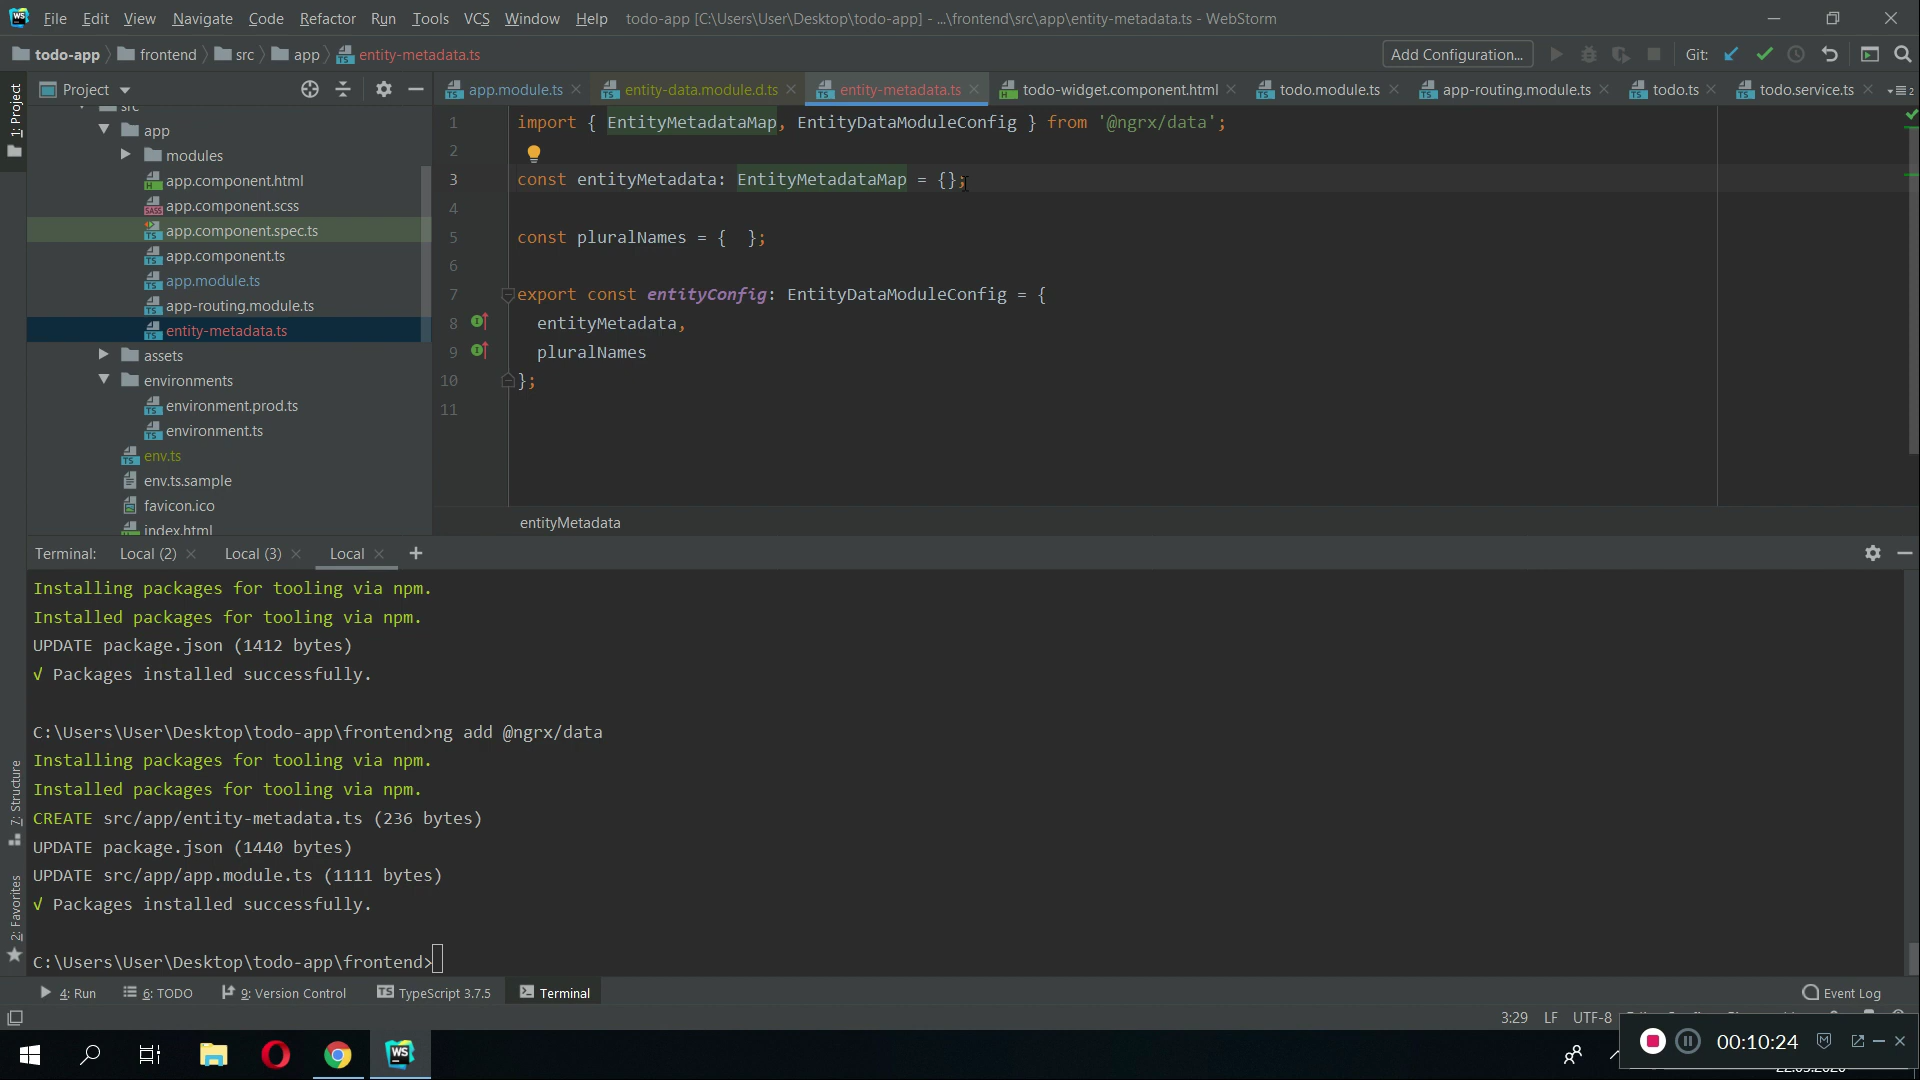 File Edit View Navigate Code Refactor Run Tools VCS Window Help todo-app [C:\Users\User\Desktop\todo-app] - ...\frontend\src\app\entity-metadata.ts - WebStorm
todo-app frontend src app entity-metadata.ts Add Configuration... Git:
Project app.module.ts entity-data.module.d.ts entity-metadata.ts todo-widget.component.html todo.module.ts app-routing.module.ts todo.ts todo.service.ts
1: Project
src
app
modules
app.component.html
app.component.scss
app.component.spec.ts
app.component.ts
app.module.ts
app-routing.module.ts
entity-metadata.ts
assets
environments
environment.prod.ts
environment.ts
env.ts
env.ts.sample
favicon.ico
index.html
1 import { EntityMetadataMap, EntityDataModuleConfig } from '@ngrx/data';
2
3 const entityMetadata: EntityMetadataMap = {};
4
5 const pluralNames = {  };
6
7 export const entityConfig: EntityDataModuleConfig = {
8 entityMetadata,
9 pluralNames
10 };
11
entityMetadata
Terminal: Local (2) Local (3) Local +
Installing packages for tooling via npm.
Installed packages for tooling via npm.
UPDATE package.json (1412 bytes)
√ Packages installed successfully.
C:\Users\User\Desktop\todo-app\frontend>ng add @ngrx/data
Installing packages for tooling via npm.
Installed packages for tooling via npm.
CREATE src/app/entity-metadata.ts (236 bytes)
UPDATE package.json (1440 bytes)
UPDATE src/app/app.module.ts (1111 bytes)
√ Packages installed successfully.
C:\Users\User\Desktop\todo-app\frontend>
7: Structure
2: Favorites
4: Run 6: TODO 9: Version Control TypeScript 3.7.5 Terminal Event Log
3:29 LF UTF-8
00:10:24